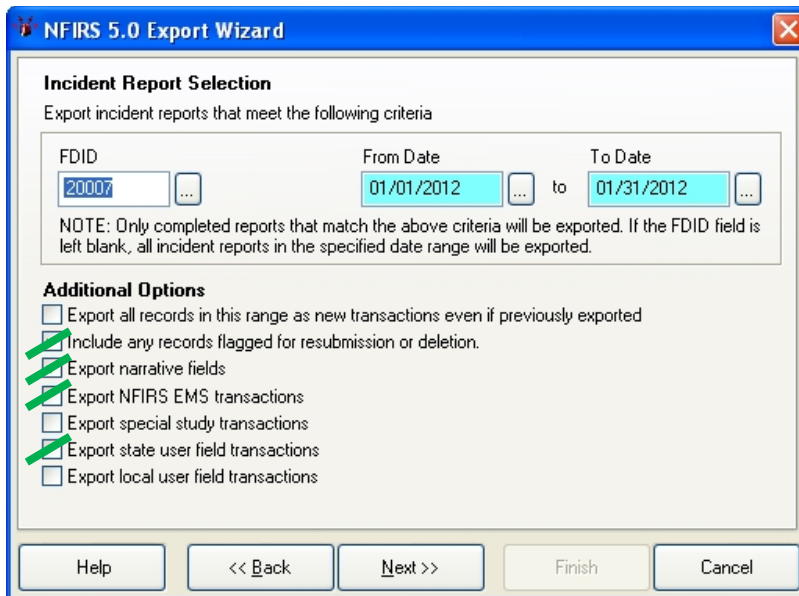 NFIRS 5.0 Export Wizard
Incident Report Selection
Export incident reports that meet the following criteria
FDID From Date To Date
20007 ... 01/01/2012 ... to 01/31/2012 ...
NOTE: Only completed reports that match the above criteria will be exported. If the FDID field is
left blank, all incident reports in the specified date range will be exported.
Additional Options
Export all records in this range as new transactions even if previously exported
Include any records flagged for resubmission or deletion.
Export narrative fields
Export NFIRS EMS transactions
Export special study transactions
Export state user field transactions
Export local user field transactions
Help << Back Next >> Finish Cancel